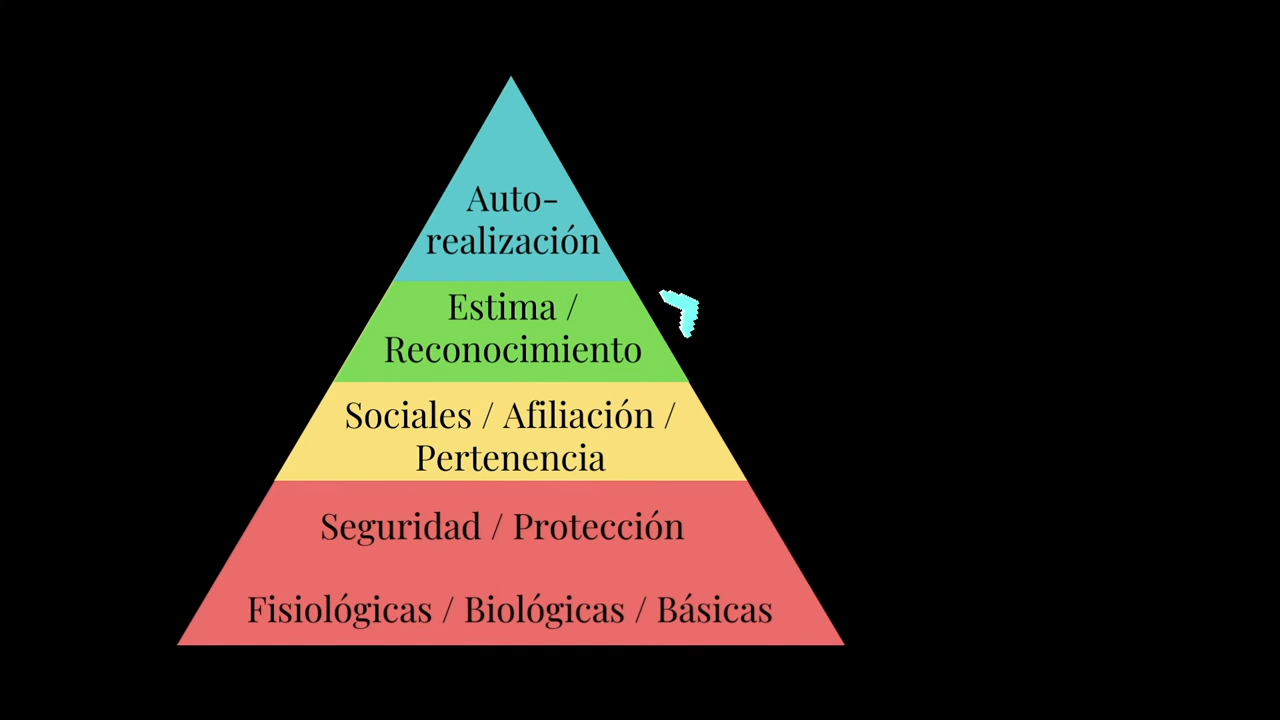 Auto-
realización
Estima /
Reconocimiento
Sociales / Afiliación /
Pertenencia
Seguridad / Protección
Fisiológicas / Biológicas / Básicas